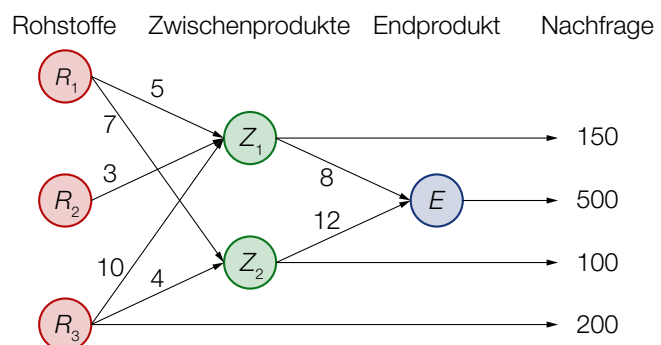 Rohstoffe Zwischenprodukte Endprodukt Nachfrage
R₁
5
7
Z₁
150
8
3
R₂
E
500
12
10
Z₂
100
4
R₃
200